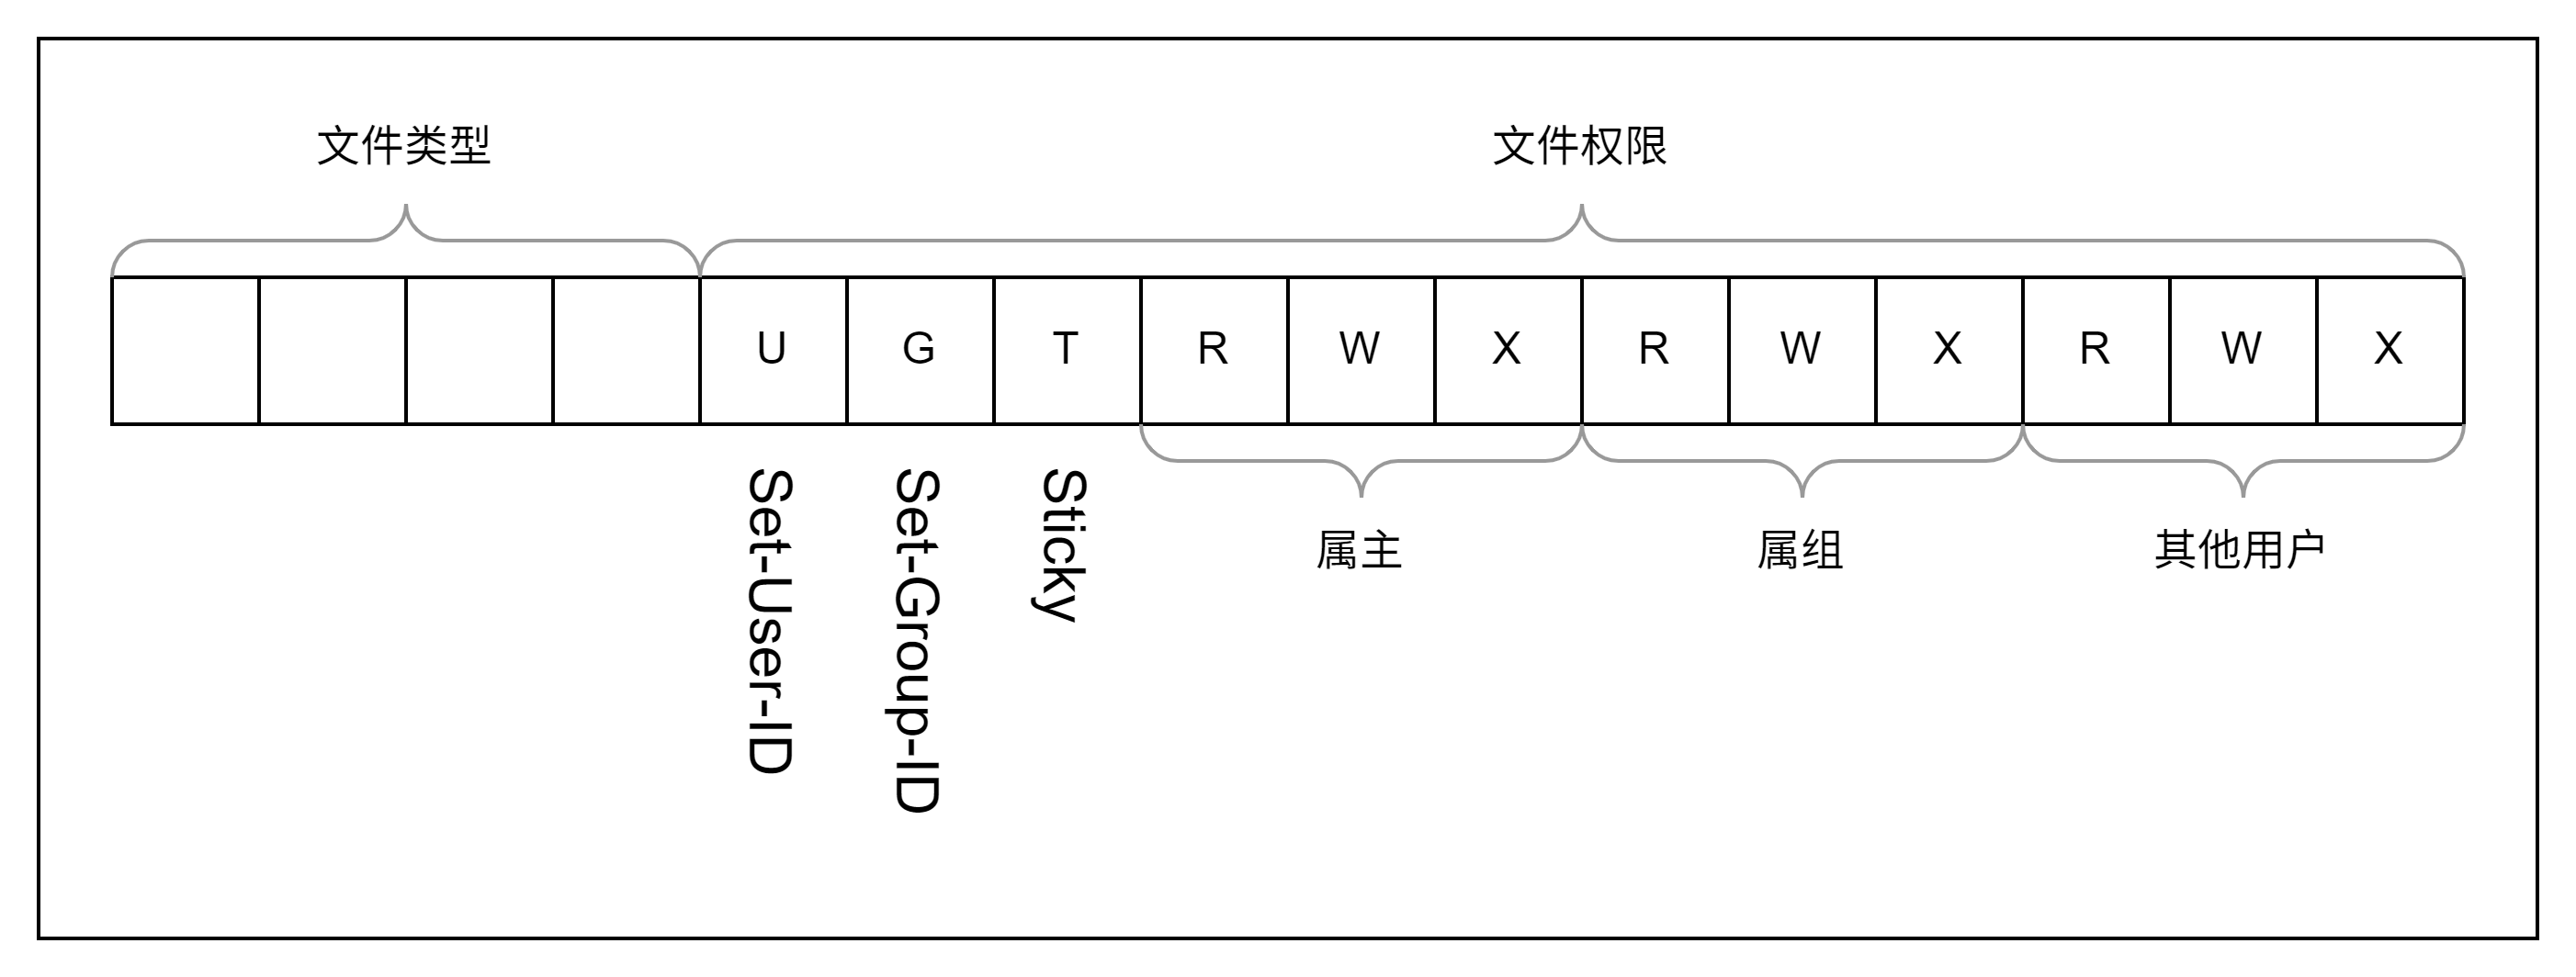 文件类型 文件权限
U G T R W X R W X R W X
Set-User-ID
Set-Group-ID
Sticky
属主 属组 其他用户